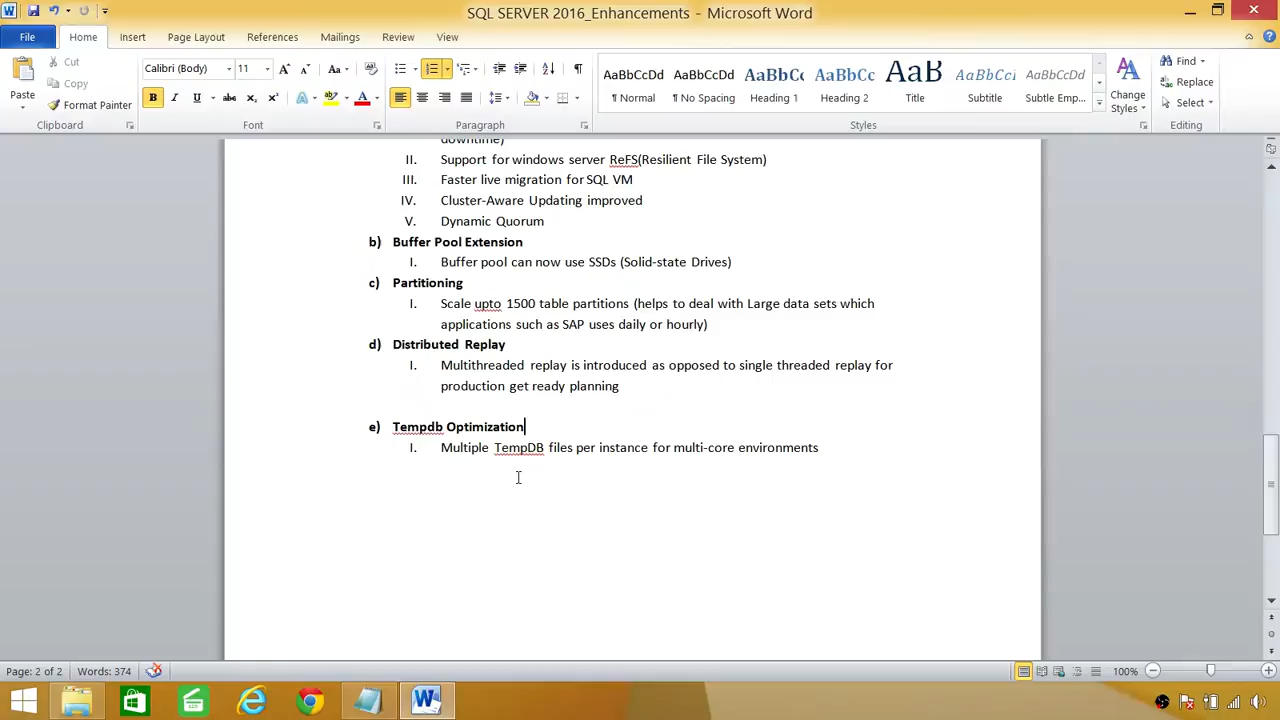 SQL SERVER 2016_Enhancements - Microsoft Word
File Home Insert Page Layout References Mailings Review View
Paste
Cut
Copy
Format Painter
Clipboard
Calibri (Body) 11
Font
Paragraph
AaBbCcDd AaBbCcDd AaBbCc AaBbCc AaB AaBbCcDd AaBbCcDd
¶ Normal ¶ No Spacing Heading 1 Heading 2 Title Subtitle Subtle Emp...
Styles
Change
Styles
Find
Replace
Select
Editing
downtime)
II. Support for windows server ReFS(Resilient File System)
III. Faster live migration for SQL VM
IV. Cluster-Aware Updating improved
V. Dynamic Quorum
b) Buffer Pool Extension
I. Buffer pool can now use SSDs (Solid-state Drives)
c) Partitioning
I. Scale upto 1500 table partitions (helps to deal with Large data sets which
applications such as SAP uses daily or hourly)
d) Distributed Replay
I. Multithreaded replay is introduced as opposed to single threaded replay for
production get ready planning
e) Tempdb Optimization
I. Multiple TempDB files per instance for multi-core environments
Page: 2 of 2 Words: 374 100%